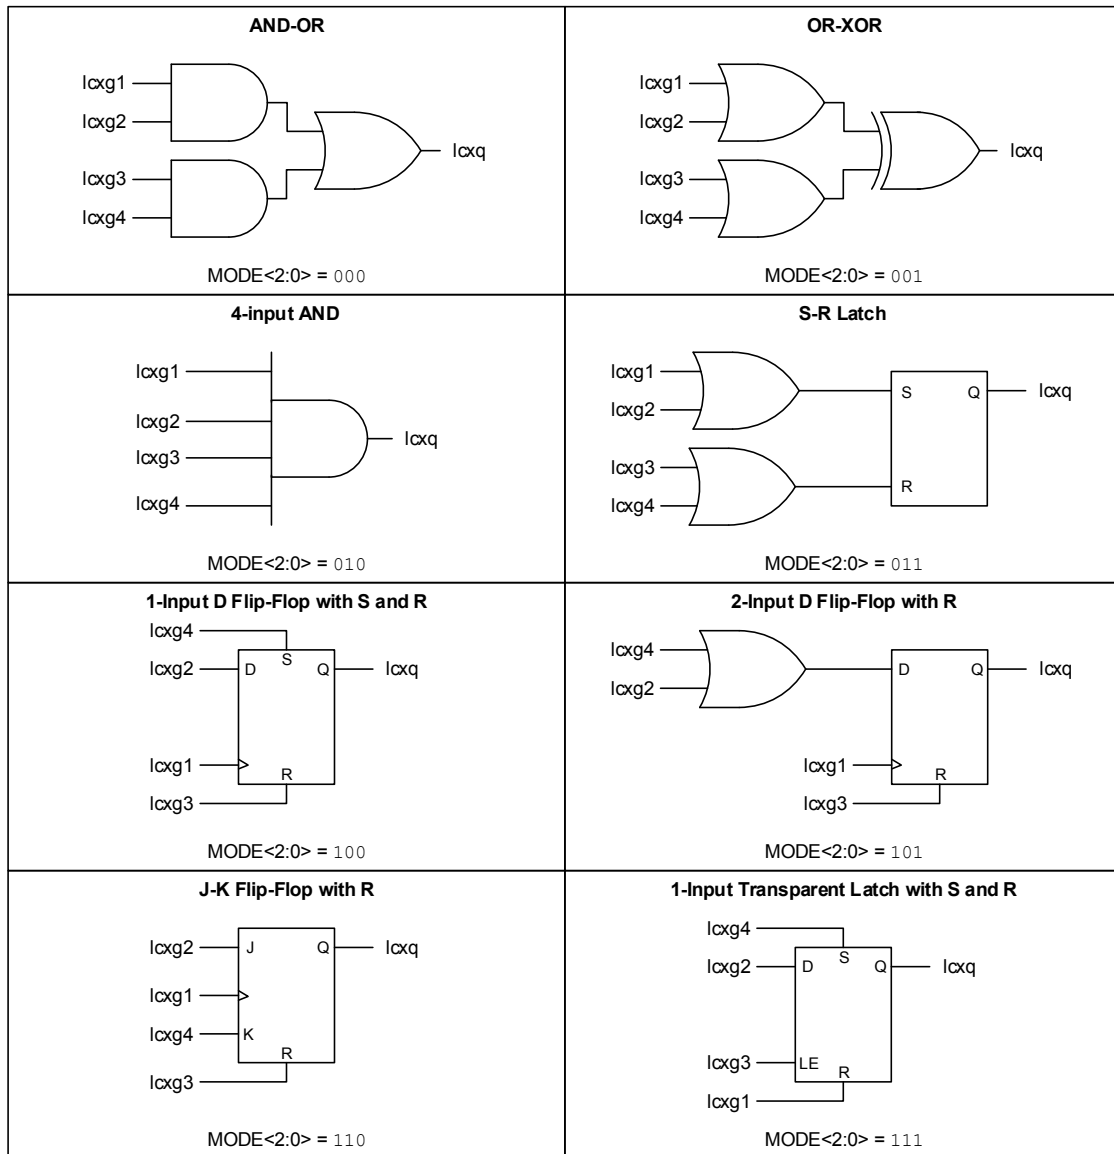 AND-OR
lcxg1
lcxg2
lcxg3
lcxg4
lcxq
MODE<2:0> = 000
OR-XOR
lcxg1
lcxg2
lcxg3
lcxg4
lcxq
MODE<2:0> = 001
4-input AND
lcxg1
lcxg2
lcxg3
lcxg4
lcxq
MODE<2:0> = 010
S-R Latch
lcxg1
lcxg2
lcxg3
lcxg4
S
Q
R
lcxq
MODE<2:0> = 011
1-Input D Flip-Flop with S and R
lcxg4
S
lcxg2
D
Q
lcxq
lcxg1
R
lcxg3
MODE<2:0> = 100
2-Input D Flip-Flop with R
lcxg4
lcxg2
D
Q
lcxq
lcxg1
R
lcxg3
MODE<2:0> = 101
J-K Flip-Flop with R
lcxg2
J
Q
lcxq
lcxg1
lcxg4
K
R
lcxg3
MODE<2:0> = 110
1-Input Transparent Latch with S and R
lcxg4
S
lcxg2
D
Q
lcxq
lcxg3
LE
R
lcxg1
MODE<2:0> = 111